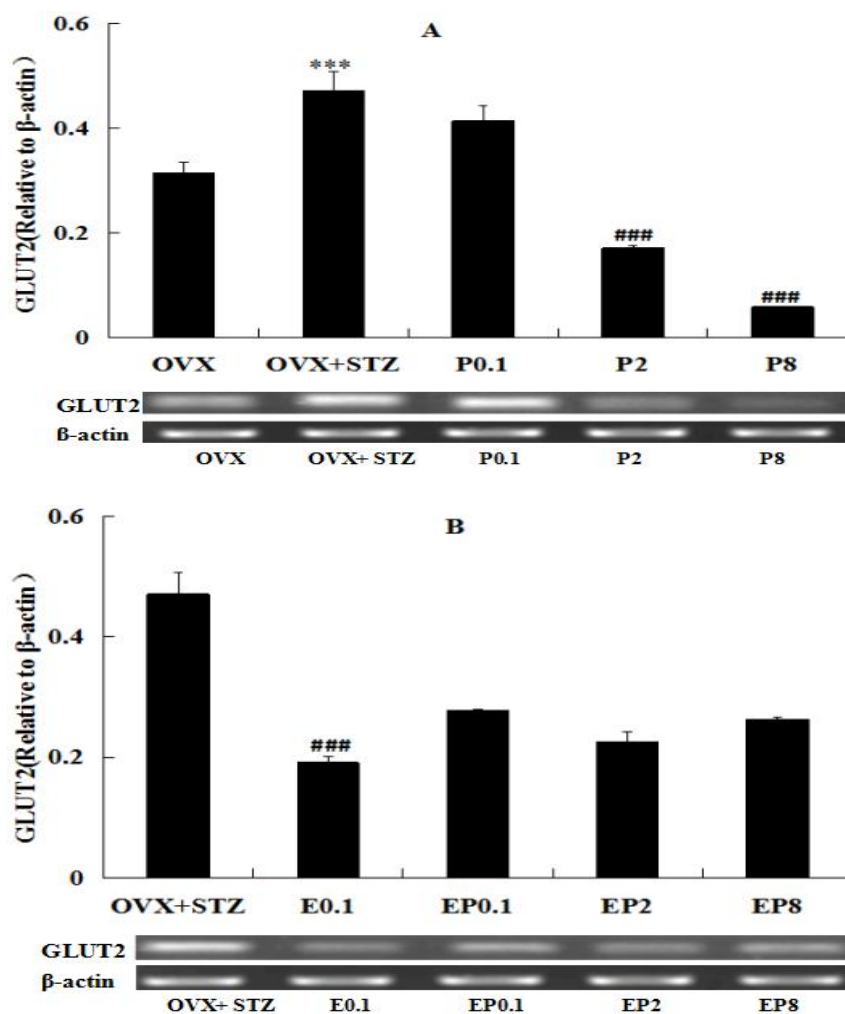 A
GLUT2(Relative to β-actin)
0.6
0.4
0.2
0
***
###
###
OVX OVX+STZ P0.1 P2 P8
GLUT2
ß-actin
OVX OVX+ STZ P0.1 P2 P8
B
GLUT2(Relative to β-actin)
0.6
0.4
0.2
0
###
OVX+STZ E0.1 EP0.1 EP2 EP8
GLUT2
β-actin
OVX+ STZ E0.1 EP0.1 EP2 EP8